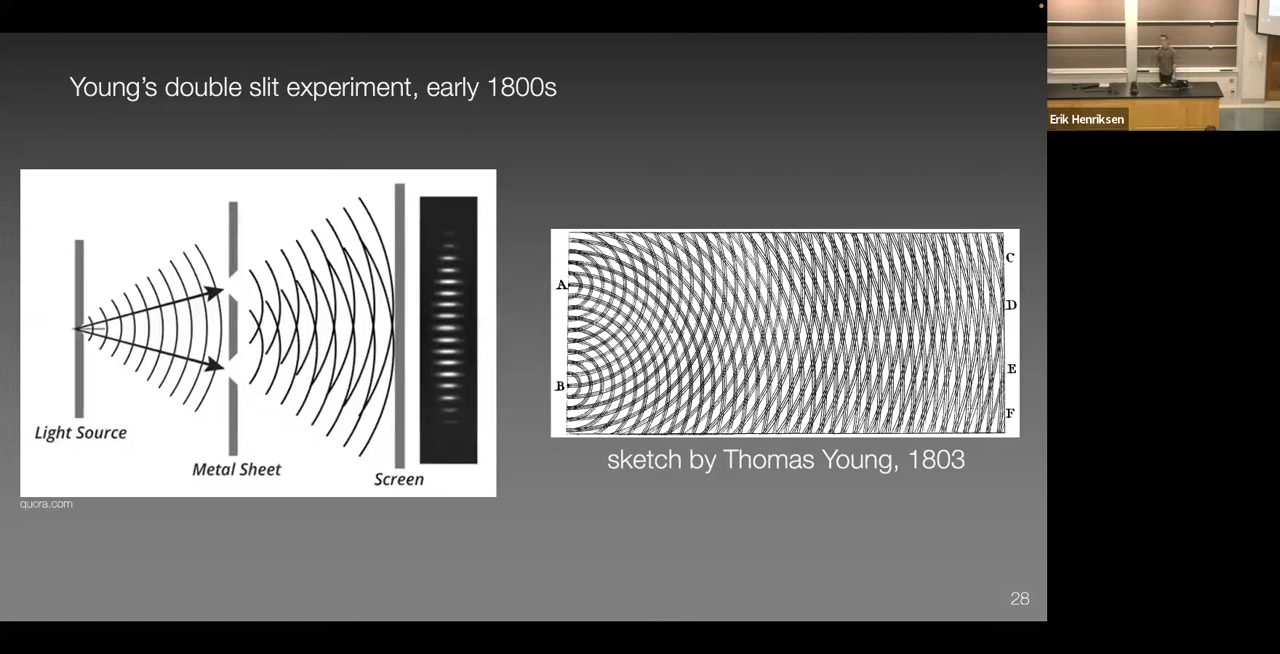 Young's double slit experiment, early 1800s
Erik Henriksen
Light Source
Metal Sheet
Screen
quora.com
A
B
C
D
E
F
sketch by Thomas Young, 1803
28